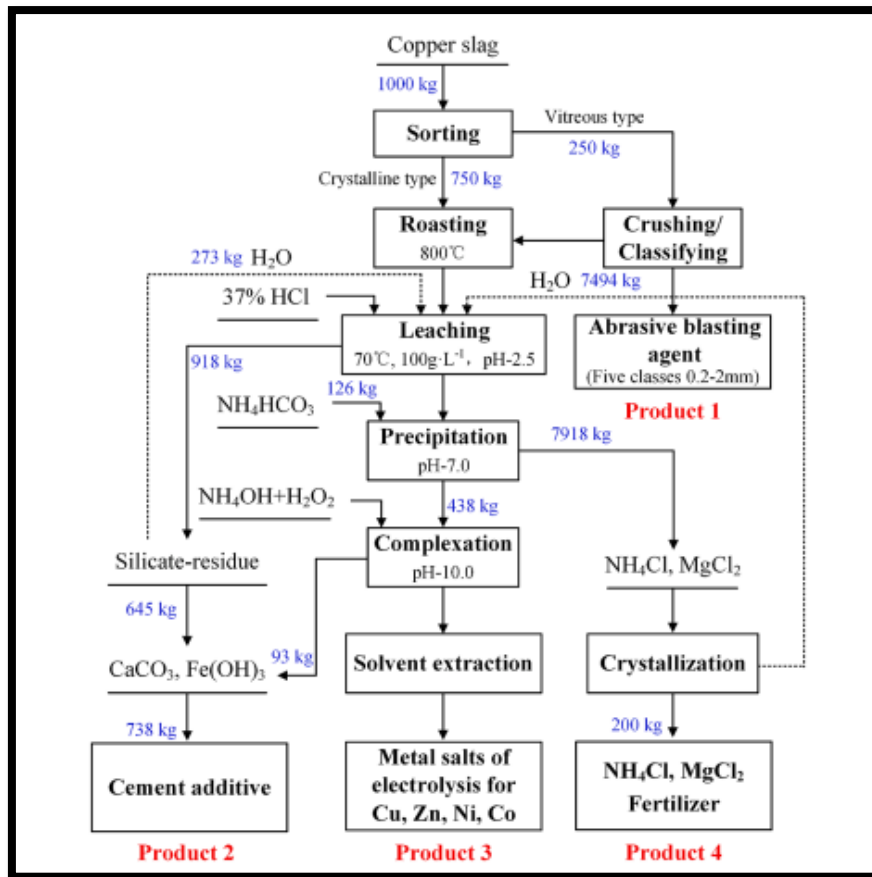 Copper slag
1000 kg
Sorting
Vitreous type
250 kg
Crystalline type
750 kg
Roasting
800℃
Crushing/
Classifying
273 kg H₂O
H₂O 7494 kg
37% HCl
Leaching
70℃, 100g·L⁻¹, pH-2.5
Abrasive blasting
agent
(Five classes 0.2-2mm)
Product 1
918 kg
126 kg
NH₄HCO₃
Precipitation
pH-7.0
7918 kg
NH₄OH+H₂O₂
438 kg
Complexation
pH-10.0
Silicate-residue
NH₄Cl, MgCl₂
645 kg
93 kg
CaCO₃, Fe(OH)₃
Solvent extraction
Crystallization
738 kg
200 kg
Cement additive
Metal salts of
electrolysis for
Cu, Zn, Ni, Co
NH₄Cl, MgCl₂
Fertilizer
Product 2
Product 3
Product 4